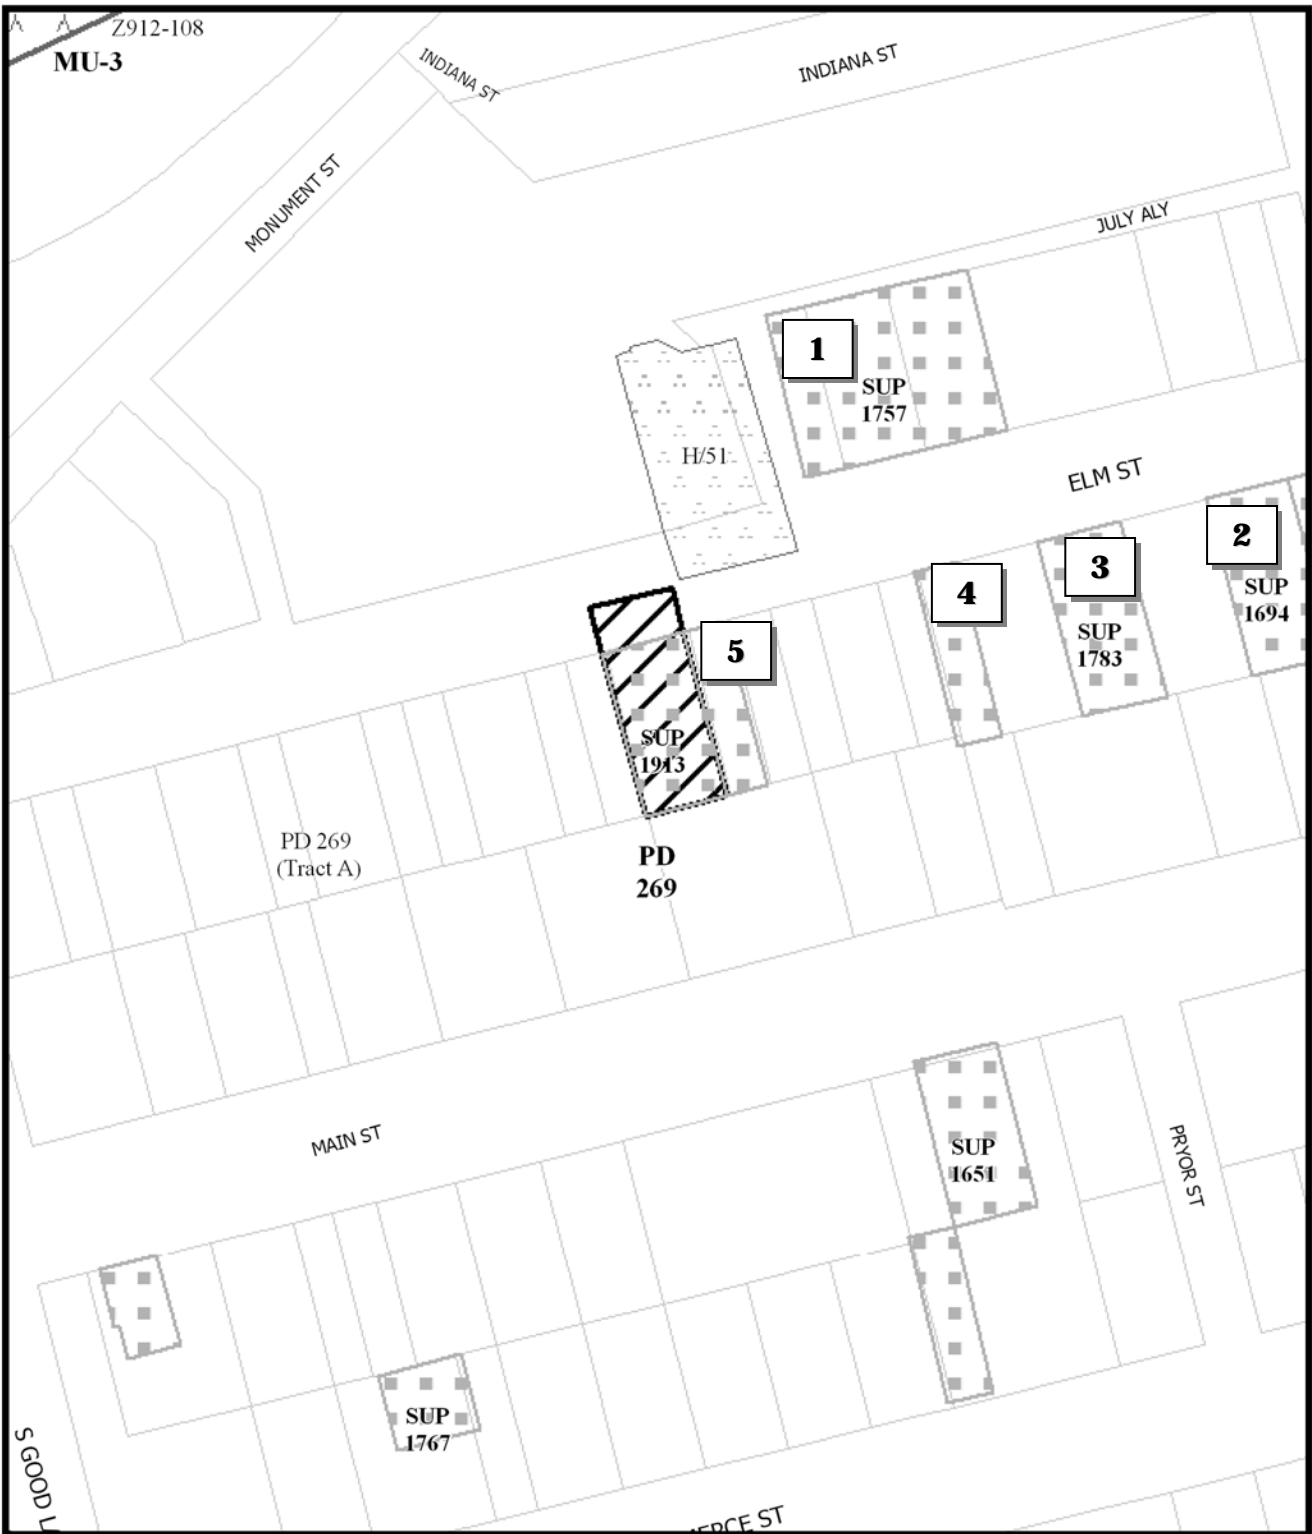 Z912-108
MU-3
INDIANA ST
INDIANA ST
MONUMENT ST
JULY ALY
1
SUP
1757
H/51
ELM ST
2
SUP
1694
3
SUP
1783
4
5
SUP
1913
PD 269
(Tract A)
PD
269
MAIN ST
SUP
1651
PRYOR ST
SUP
1767
S GOOD
ST